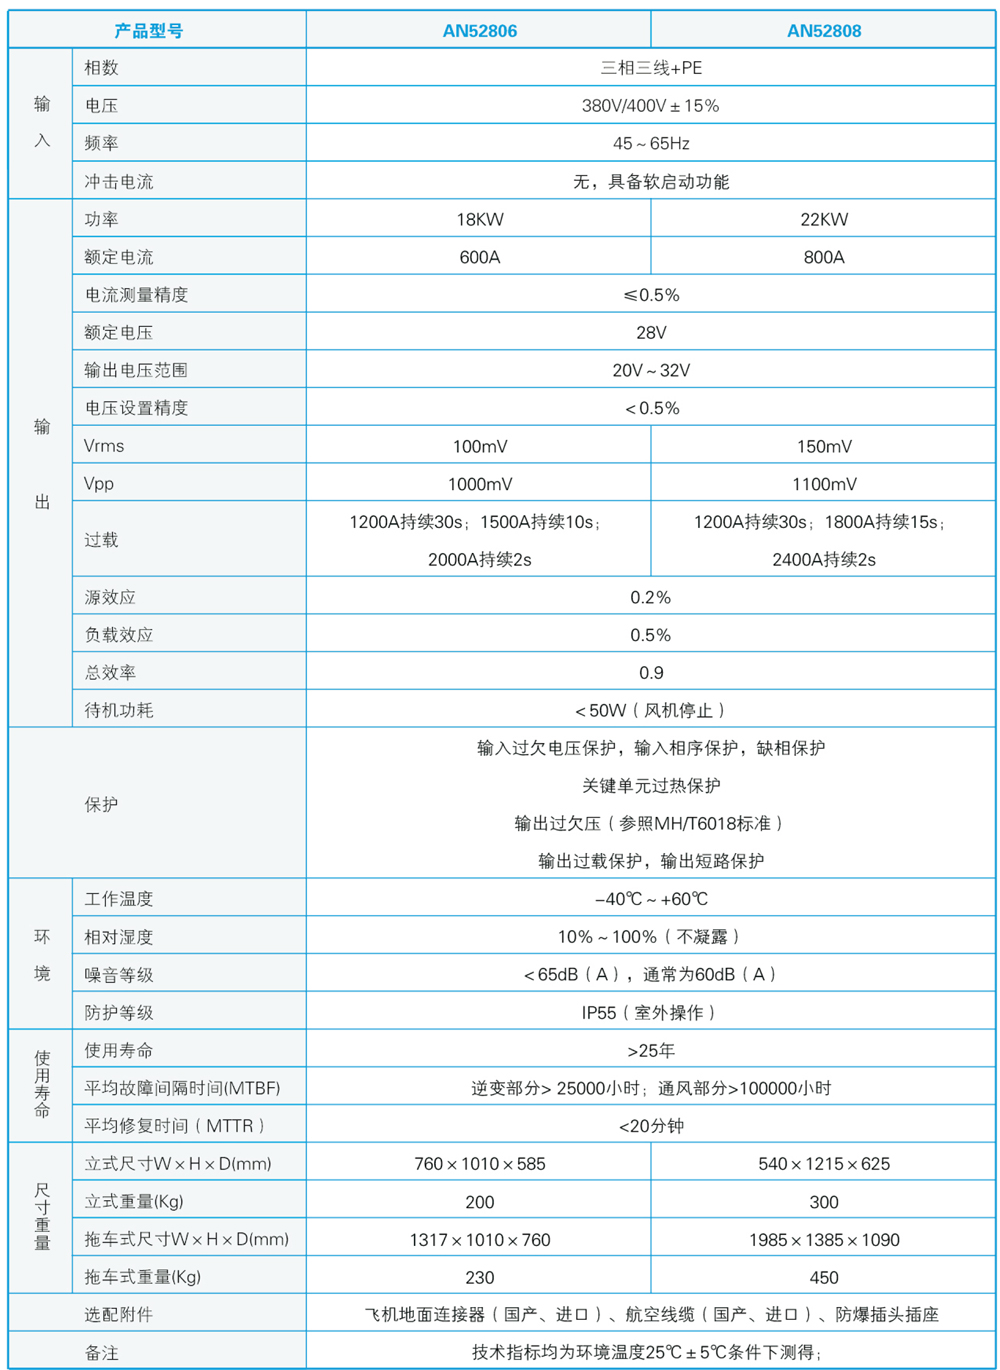 产品型号 AN52806 AN52808
输入
相数 三相三线+PE
电压 380V/400V±15%
频率 45～65Hz
冲击电流 无，具备软启动功能
输出
功率 18KW 22KW
额定电流 600A 800A
电流测量精度 ≤0.5%
额定电压 28V
输出电压范围 20V～32V
电压设置精度 ＜0.5%
Vrms 100mV 150mV
Vpp 1000mV 1100mV
过载 1200A持续30s；1500A持续10s； 1200A持续30s；1800A持续15s；
2000A持续2s 2400A持续2s
源效应 0.2%
负载效应 0.5%
总效率 0.9
待机功耗 ＜50W（风机停止）
保护
输入过欠电压保护，输入相序保护，缺相保护
关键单元过热保护
输出过欠压（参照MH/T6018标准）
输出过载保护，输出短路保护
环境
工作温度 -40℃～+60℃
相对湿度 10%～100%（不凝露）
噪音等级 ＜65dB（A），通常为60dB（A）
防护等级 IP55（室外操作）
使用寿命
使用寿命 >25年
平均故障间隔时间(MTBF) 逆变部分> 25000小时；通风部分>100000小时
平均修复时间（MTTR） <20分钟
尺寸重量
立式尺寸W×H×D(mm) 760×1010×585 540×1215×625
立式重量(Kg) 200 300
拖车式尺寸W×H×D(mm) 1317×1010×760 1985×1385×1090
拖车式重量(Kg) 230 450
选配附件 飞机地面连接器（国产、进口）、航空线缆（国产、进口）、防爆插头插座
备注 技术指标均为环境温度25℃±5℃条件下测得；